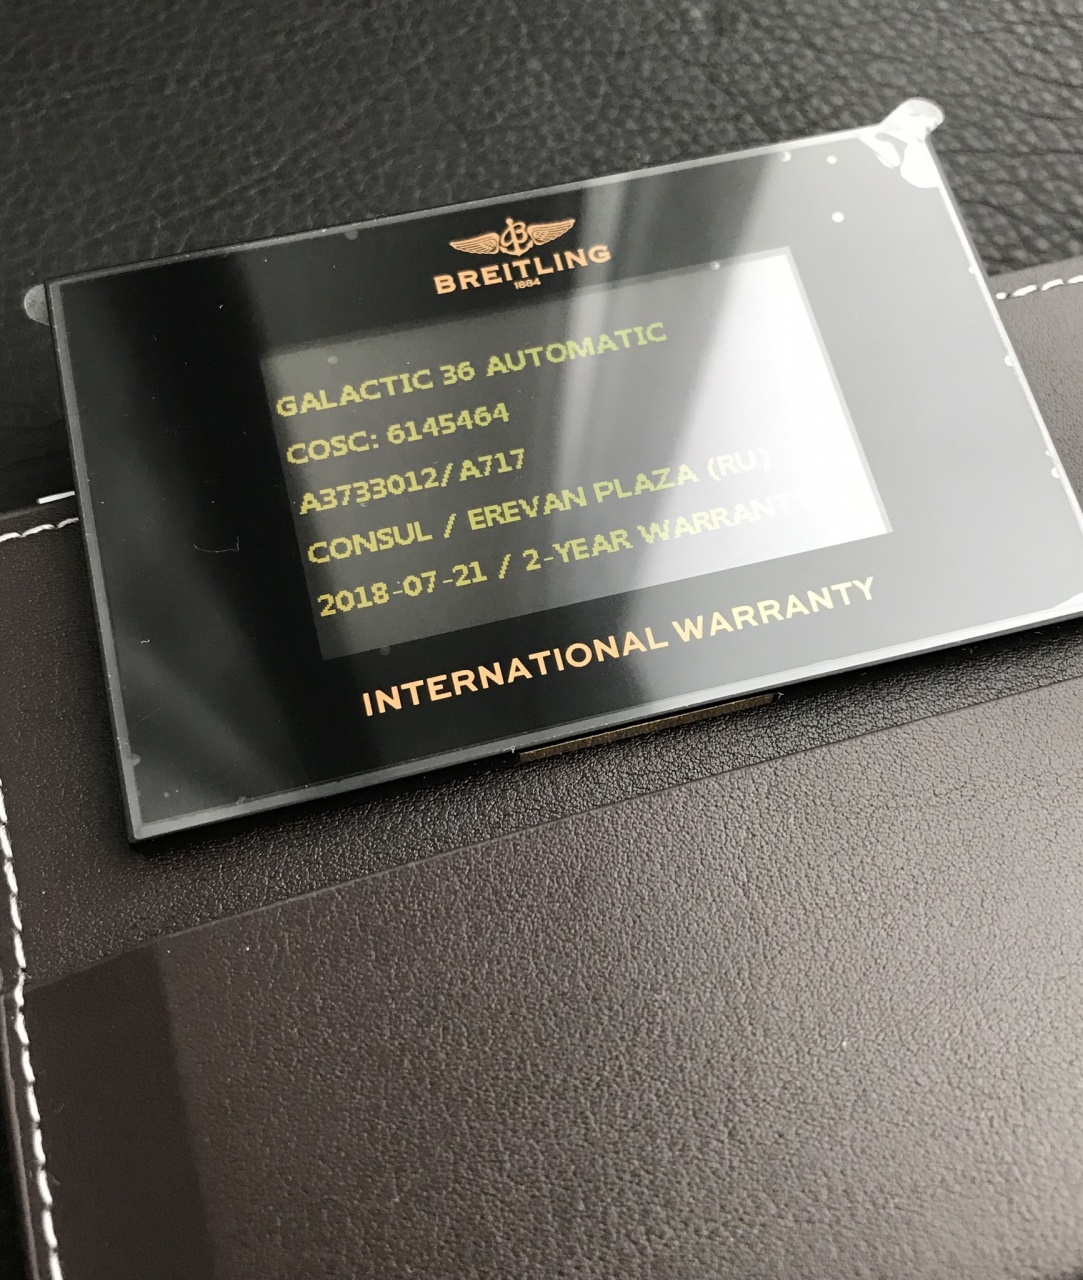 BREITLING
1884
GALACTIC 36 AUTOMATIC
COSC: 6145464
A3733012/A717
CONSUL / EREVAN PLAZA (RU)
2018-07-21 / 2-YEAR WARRANTY
INTERNATIONAL WARRANTY